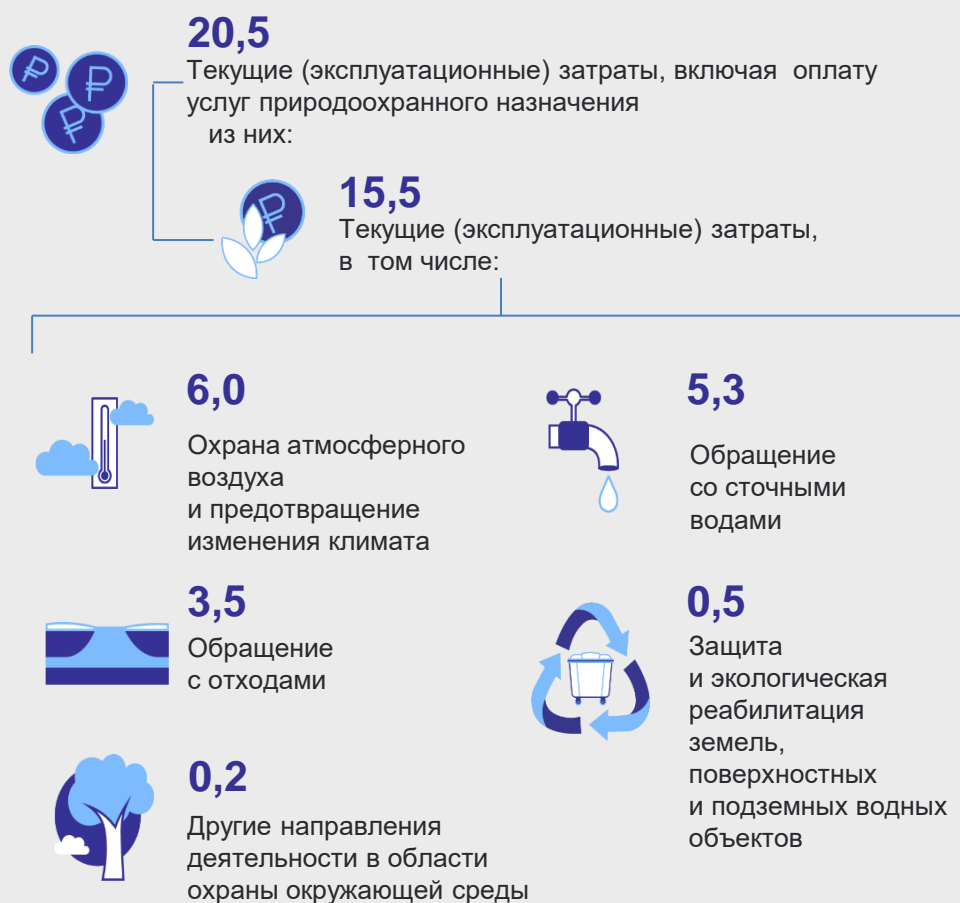 20,5
Текущие (эксплуатационные) затраты, включая оплату
услуг природоохранного назначения
из них:
15,5
Текущие (эксплуатационные) затраты,
в том числе:
6,0
Охрана атмосферного
воздуха
и предотвращение
изменения климата
5,3
Обращение
со сточными
водами
3,5
Обращение
с отходами
0,5
Защита
и экологическая
реабилитация
земель,
поверхностных
и подземных водных
объектов
0,2
Другие направления
деятельности в области
охраны окружающей среды